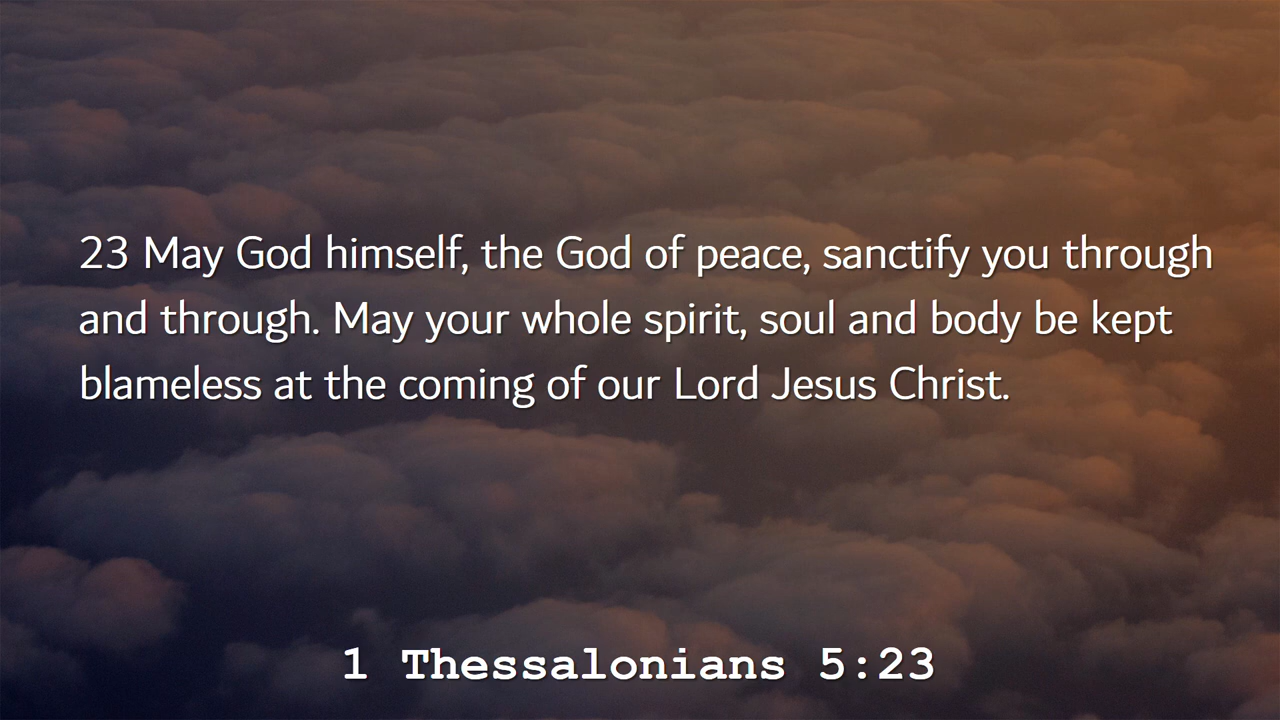 23 May God himself, the God of peace, sanctify you through
and through. May your whole spirit, soul and body be kept
blameless at the coming of our Lord Jesus Christ.
1 Thessalonians 5:23